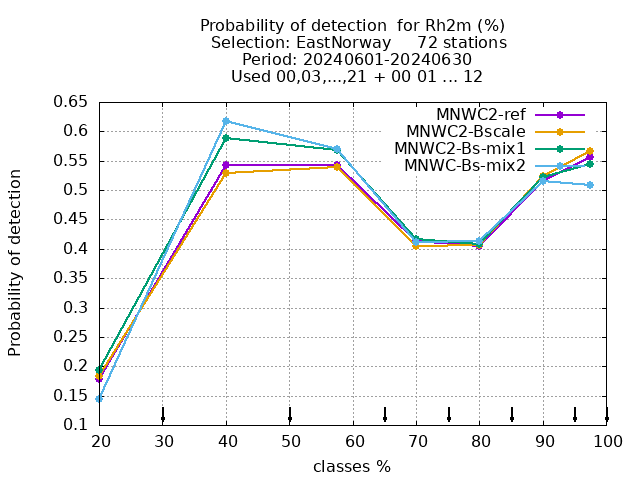 Probability of detection  for Rh2m (%)
Selection: EastNorway     72 stations
Period: 20240601-20240630
Used 00,03,...,21 + 00 01 ... 12
MNWC2-ref
MNWC2-Bscale
MNWC2-Bs-mix1
MNWC-Bs-mix2
Probability of detection
0.65
0.6
0.55
0.5
0.45
0.4
0.35
0.3
0.25
0.2
0.15
0.1
20 30 40 50 60 70 80 90 100
classes %